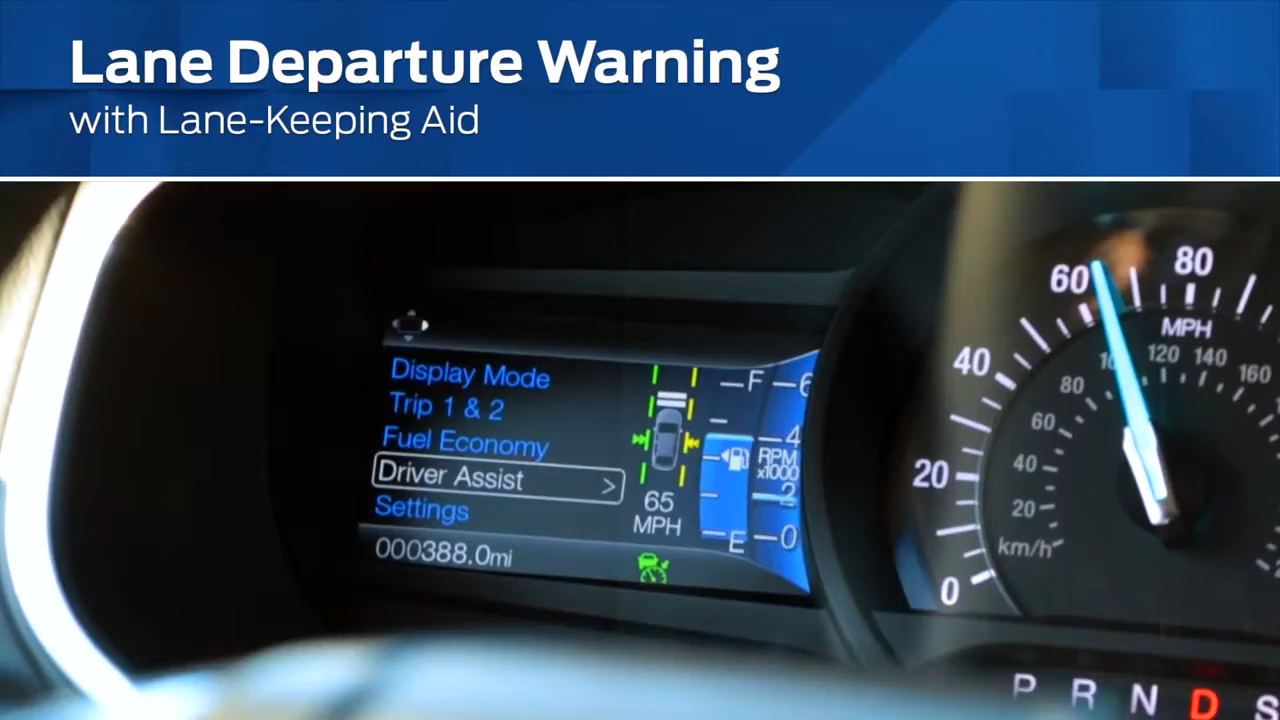 Lane Departure Warning
with Lane-Keeping Aid
Display Mode
Trip 1 & 2
Fuel Economy
Driver Assist >
Settings
000388.0mi
65
MPH
F
E
6
4
RPM
x1000
2
0
0
20
40
60
80
MPH
20
40
60
80
120
140
160
km/h
P R N D S